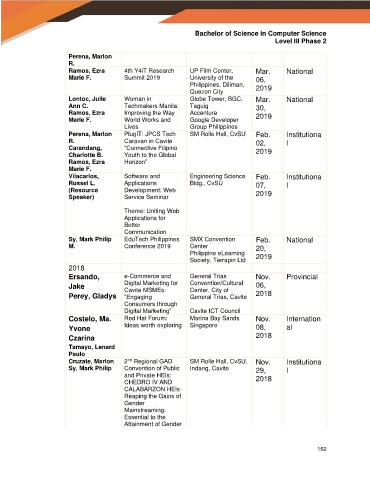 Bachelor of Science in Computer Science
Level III Phase 2
Perena, Marlon
R.
Ramos, Ezra
Marie F.
4th Y4iT Research
Summit 2019
UP Film Center,
University of the
Philippines, Diliman,
Quezon City
Mar.
06,
2019
National
Lontoc, Julie
Ann C.
Ramos, Ezra
Marie F.
Women in
Techmakers Manila:
Improving the Way
World Works and
Lives
Globe Tower, BGC,
Taguig
Accenture
Google Developer
Group Philippines
Mar.
30,
2019
National
Perena, Marlon
R.
Carandang,
Charlotte B.
Ramos, Ezra
Marie F.
PlugIT: JPCS Tech
Caravan in Cavite
"Connective Filipino
Youth to the Global
Horizon"
SM Rolle Hall, CvSU
Feb.
02,
2019
Institutiona
l
Vilacarlos,
Russel L.
(Resource
Speaker)
Software and
Applications
Development: Web
Service Seminar
Theme: Uniting Web
Applications for
Better
Communication
Engineering Science
Bldg., CvSU
Feb.
07,
2019
Institutiona
l
Sy, Mark Philip
M.
EduTech Philippines
Conference 2019
SMX Convention
Center
Philippine eLearning
Society, Terrapin Ltd
Feb.
20,
2019
National
2018
Ersando,
Jake
Perey, Gladys
e-Commerce and
Digital Marketing for
Cavite MSMEs:
"Engaging
Consumers through
Digital Marketing"
General Trias
Convention/Cultural
Center, City of
General Trias, Cavite
Cavite ICT Council
Nov.
06,
2018
Provincial
Costelo, Ma.
Yvone
Czarina
Tamayo, Lenard
Paulo
Red Hat Forum:
Ideas worth exploring
Marina Bay Sands
Singapore
Nov.
08,
2018
Internation
al
Cruzate, Marlon
Sy, Mark Philip
2nd Regional GAD
Convention of Public
and Private HEIs:
CHEDRO IV AND
CALABARZON HEIs
Reaping the Gains of
Gender
Mainstreaming:
Essential to the
Attainment of Gender
SM Rolle Hall, CvSU,
Indang, Cavite
Nov.
29,
2018
Institutiona
l
162